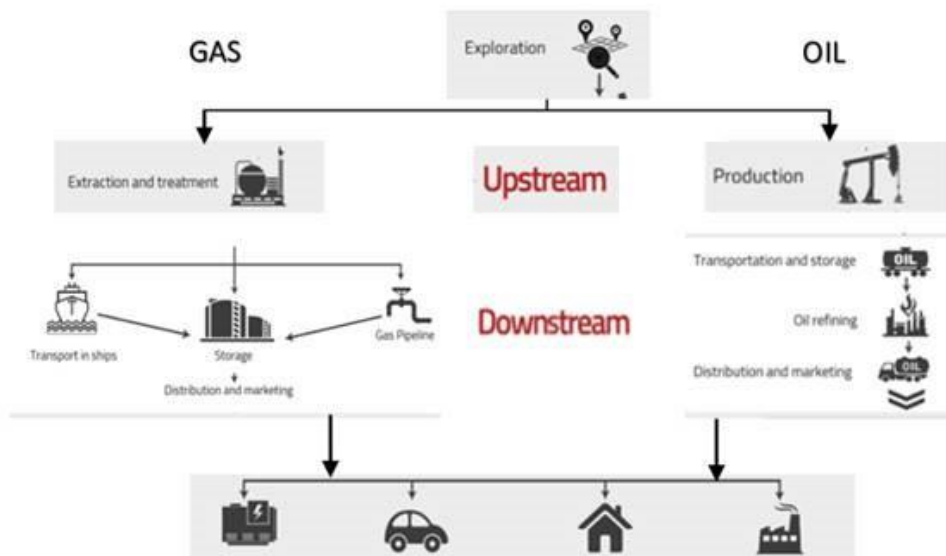 GAS
Exploration
OIL
Extraction and treatment
Upstream
Production
Transportation and storage
OIL
Transport in ships
Storage
Gas Pipeline
Downstream
Oil refining
Distribution and marketing
Distribution and marketing
OIL